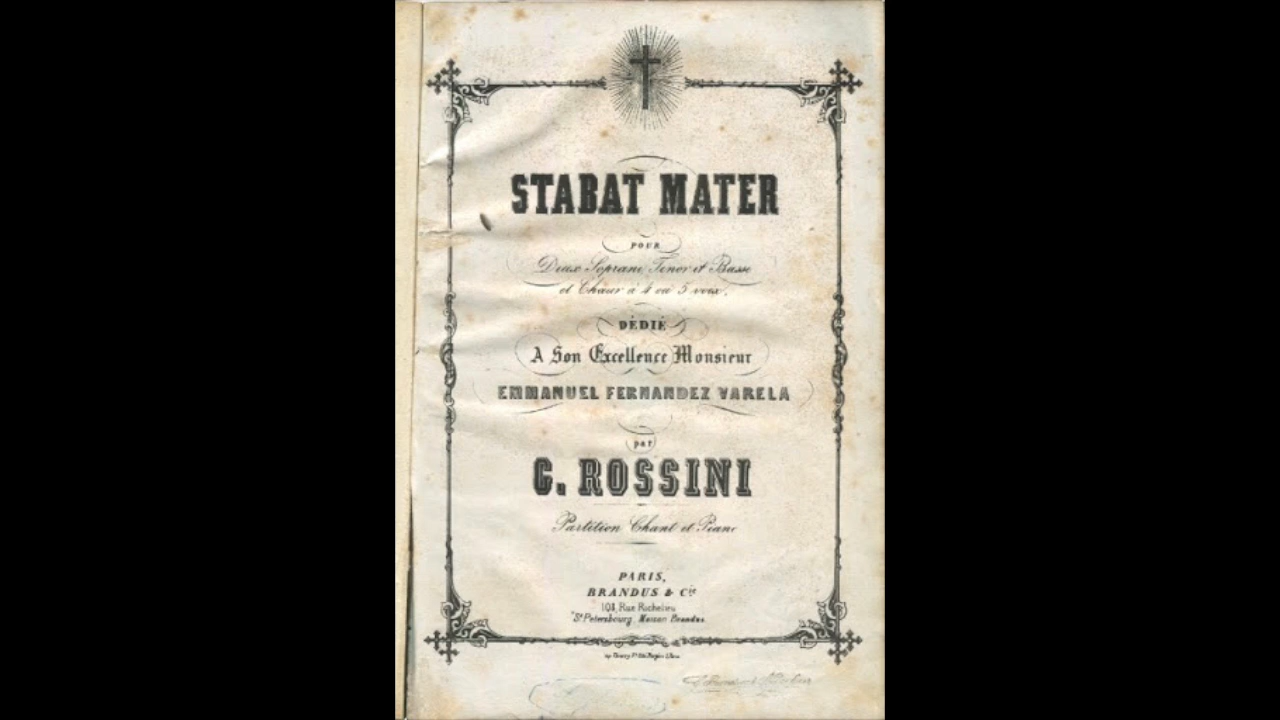 STABAT MATER
POUR
Deux Soprani, Tenor et Basse
et Chœur à 4 ou 5 voix.
DÉDIÉ
A Son Excellence Monsieur
EMMANUEL FERNANDEZ VARELA
par
G. ROSSINI
Partition Chant et Piano
PARIS,
BRANDUS & Cie
103, Rue Richelieu
St Petersbourg, Maison Brandus